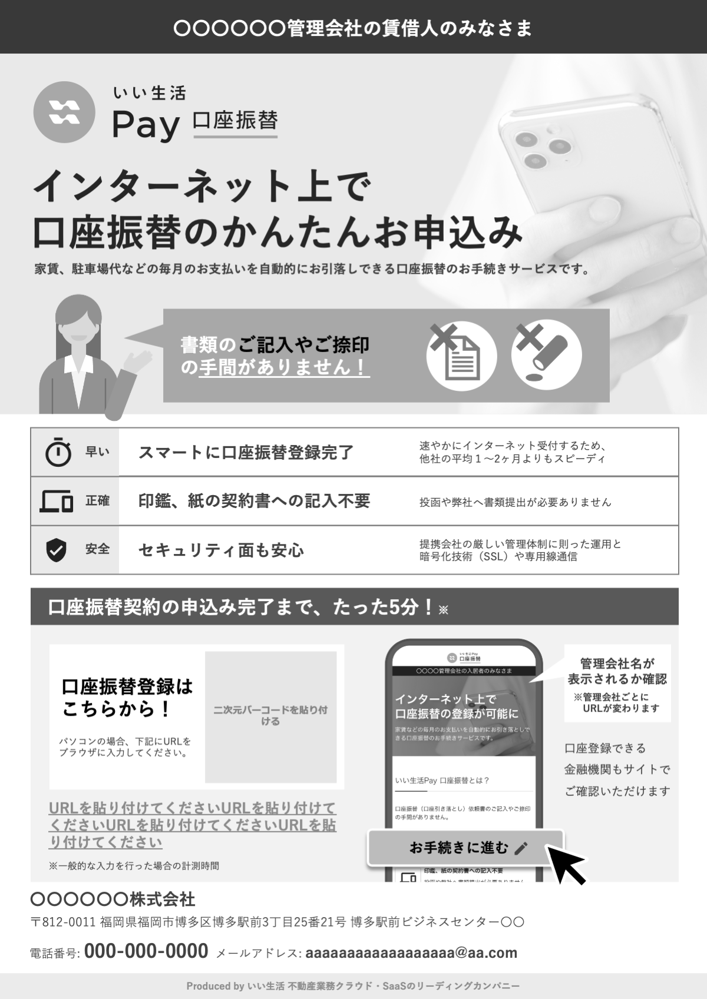 〇〇〇〇〇〇管理会社の賃借人のみなさま
いい生活
Pay 口座振替
インターネット上で
口座振替のかんたんお申込み
家賃、駐車場代などの毎月のお支払いを自動的にお引落しできる口座振替のお手続きサービスです。
書類のご記入やご捺印
の手間がありません！
早い
スマートに口座振替登録完了
速やかにインターネット受付するため、
他社の平均１〜2ヶ月よりもスピーディ
正確
印鑑、紙の契約書への記入不要
投函や弊社へ書類提出が必要ありません
安全
セキュリティ面も安心
提携会社の厳しい管理体制に則った運用と
暗号化技術（SSL）や専用線通信
口座振替契約の申込み完了まで、たった5分！※
口座振替登録は
こちらから！
パソコンの場合、下記にURLを
ブラウザに入力してください。
二次元バーコードを貼り付
ける
URLを貼り付けてくださいURLを貼り付けて
くださいURLを貼り付けてくださいURLを貼
り付けてください
※一般的な入力を行った場合の計測時間
いい生活Pay
口座振替
〇〇〇〇管理会社の入居者のみなさま
インターネット上で
口座振替の登録が可能に
家賃などの毎月のお支払いを自動的にお引き落としで
きる口座振替のお手続きサービスです。
いい生活Pay 口座振替とは？
口座振替（口座引き落とし）依頼書のご記入やご捺印
の手間がありません。
お手続きに進む
印鑑、紙の契約書への記入不要
投函や弊社へ書類提出が必要ありません
管理会社名が
表示されるか確認
※管理会社ごとに
URLが変わります
口座登録できる
金融機関もサイトで
ご確認いただけます
〇〇〇〇〇〇株式会社
〒812-0011 福岡県福岡市博多区博多駅前3丁目25番21号 博多駅前ビジネスセンター〇〇
電話番号: 000-000-0000 メールアドレス: aaaaaaaaaaaaaaaaaa@aa.com
Produced by いい生活 不動産業務クラウド・SaaSのリーディングカンパニー